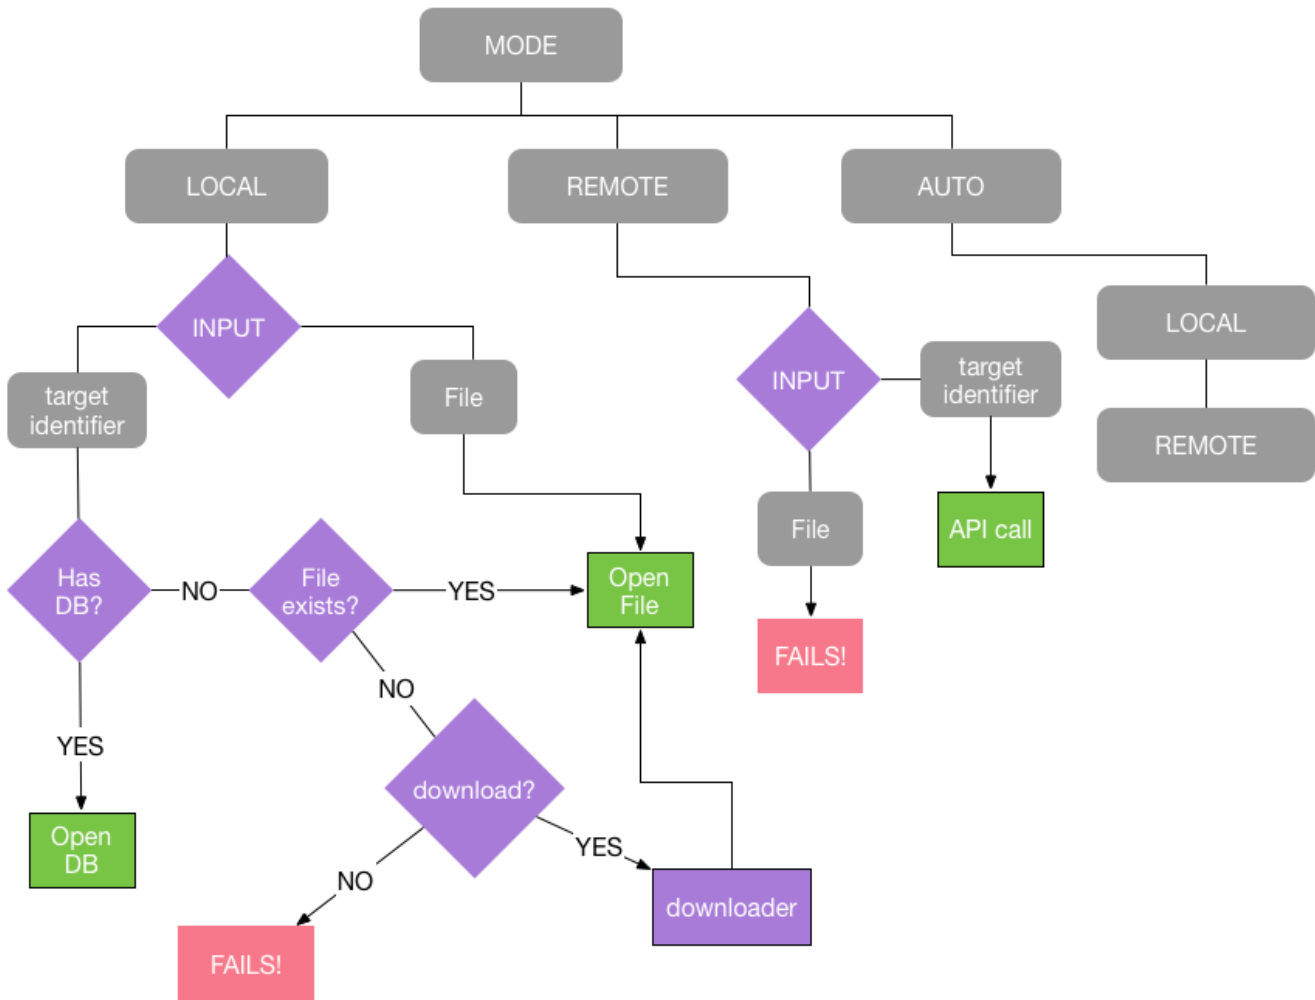 MODE
LOCAL
REMOTE
AUTO
INPUT
target
identifier
File
INPUT
target
identifier
LOCAL
REMOTE
File
API call
FAILS!
Has
DB?
NO
File
exists?
YES
Open
File
NO
YES
download?
Open
DB
YES
NO
downloader
FAILS!